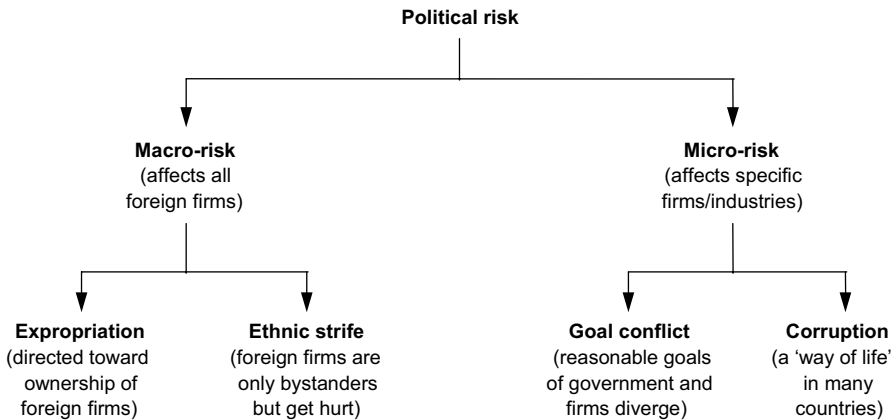 Political risk
Macro-risk
(affects all
foreign firms)
Micro-risk
(affects specific
firms/industries)
Expropriation
(directed toward
ownership of
foreign firms)
Ethnic strife
(foreign firms are
only bystanders
but get hurt)
Goal conflict
(reasonable goals
of government and
firms diverge)
Corruption
(a ‘way of life’
in many
countries)